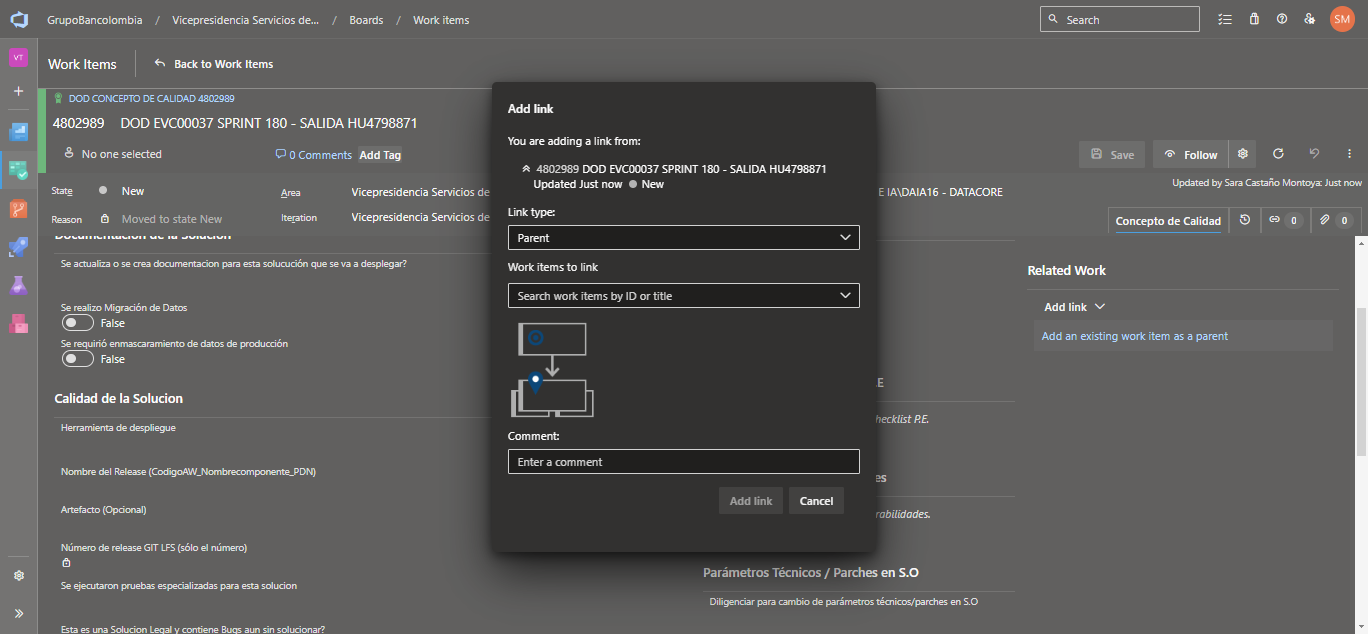 GrupoBancolombia / Vicepresidencia Servicios de... / Boards / Work items
Search
SM
VT
Work Items
Back to Work Items
DOD CONCEPTO DE CALIDAD 4802989
4802989 DOD EVC00037 SPRINT 180 - SALIDA HU4798871
No one selected
0 Comments
Add Tag
Save
Follow
State
New
Area
Vicepresidencia Servicios de
E IA\DAIA16 - DATACORE
Updated by Sara Castaño Montoya: Just now
Reason
Moved to state New
Iteration
Vicepresidencia Servicios de
Concepto de Calidad
0
0
Documentación de la Solución
Se actualiza o se crea documentacion para esta solucución que se va a desplegar?
Se realizo Migración de Datos
False
Se requirió enmascaramiento de datos de producción
False
Calidad de la Solucion
Herramienta de despliegue
Nombre del Release (CodigoAW_Nombrecomponente_PDN)
Artefacto (Opcional)
Número de release GIT LFS (sólo el número)
Se ejecutaron pruebas especializadas para esta solucion
Esta es una Solucion Legal y contiene Bugs aun sin solucionar?
Add link
You are adding a link from:
4802989 DOD EVC00037 SPRINT 180 - SALIDA HU4798871
Updated Just now New
Link type:
Parent
Work items to link
Search work items by ID or title
Comment:
Enter a comment
Add link
Cancel
E
hecklist P.E.
es
rabilidades.
Parámetros Técnicos / Parches en S.O
Diligenciar para cambio de parámetros técnicos/parches en S.O
Related Work
Add link
Add an existing work item as a parent